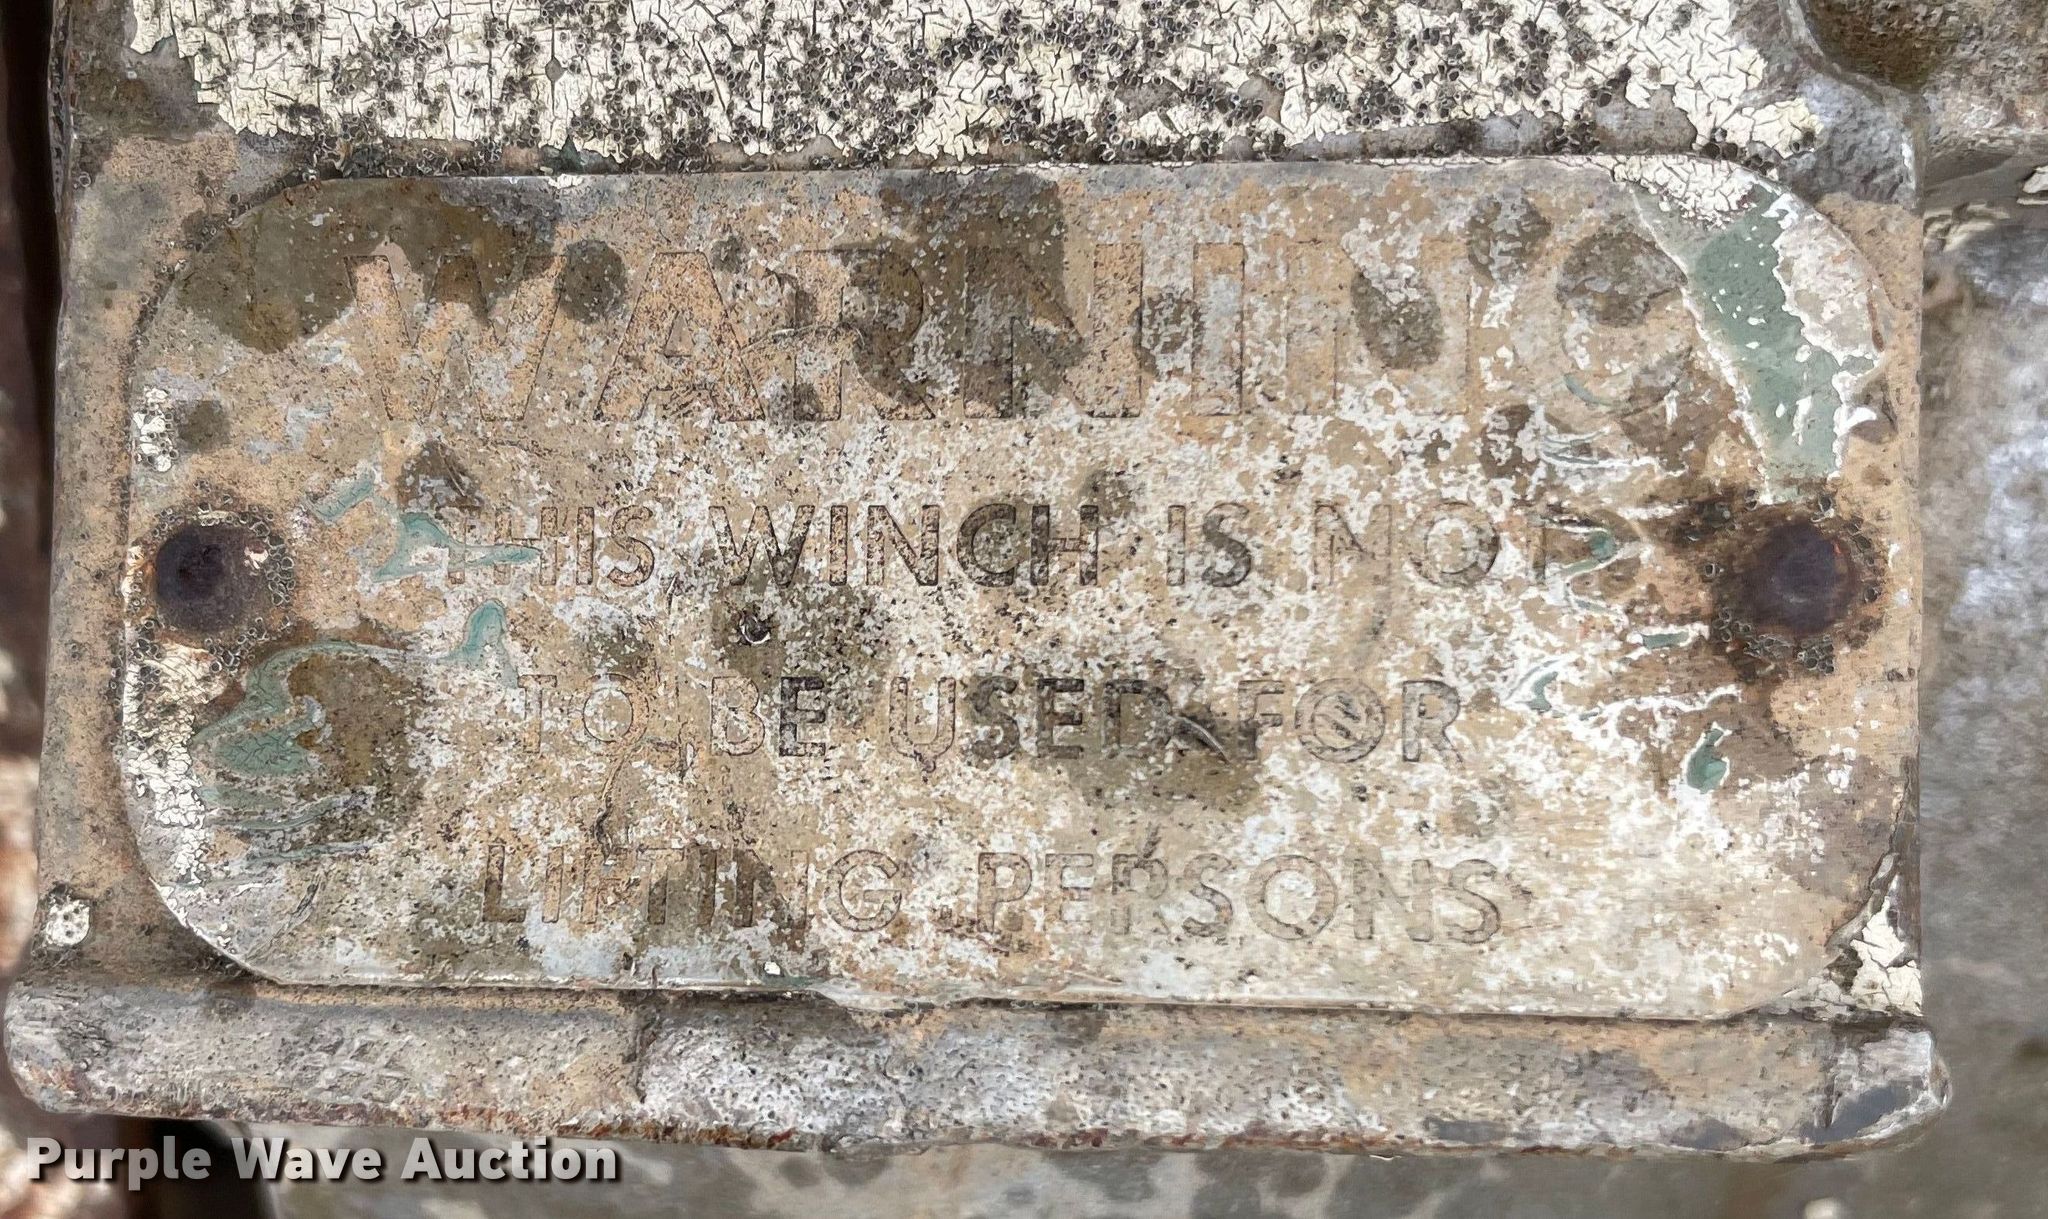 WARNING
THIS WINCH IS NOT
TO BE USED FOR
LIFTING PERSONS
Purple Wave Auction